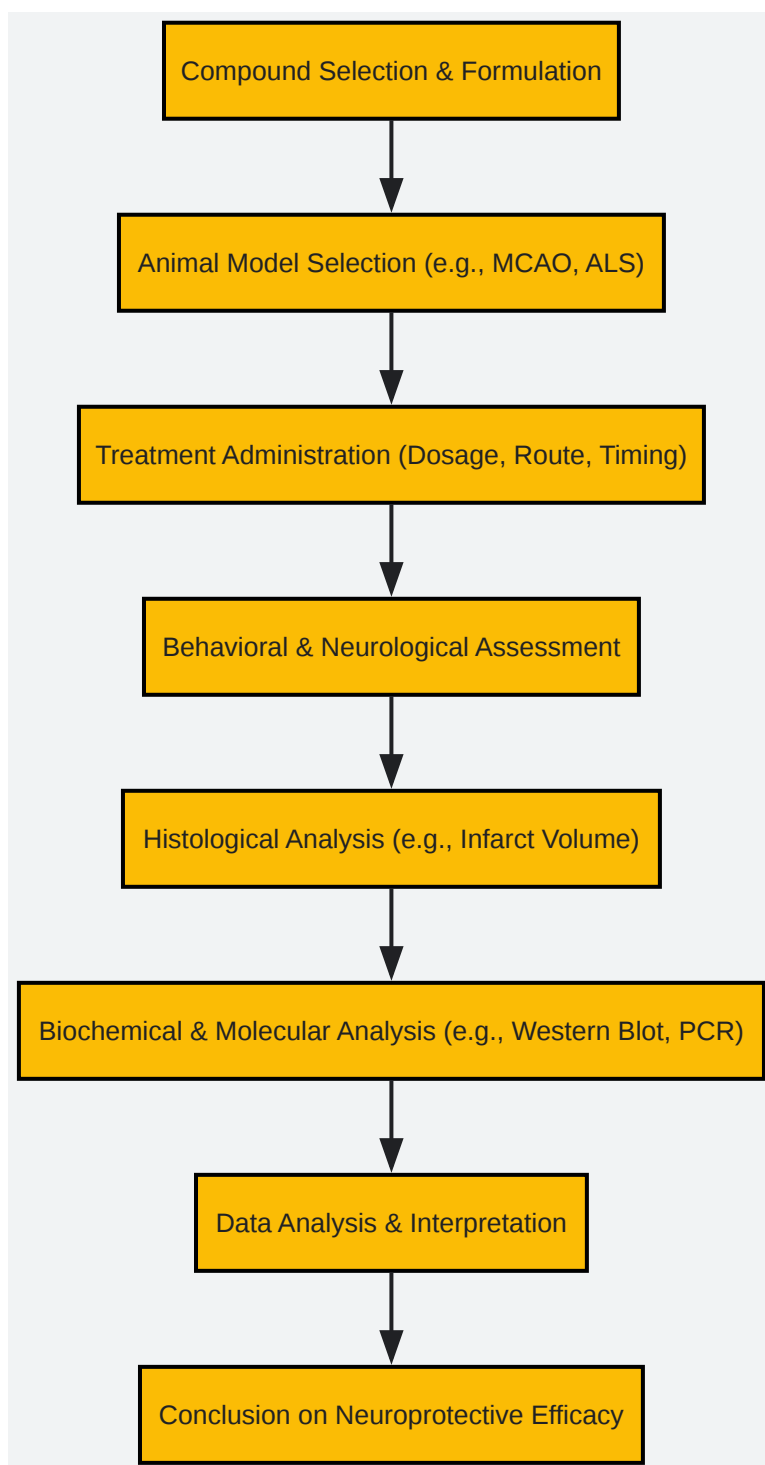 Compound Selection & Formulation
Animal Model Selection (e.g., MCAO, ALS)
Treatment Administration (Dosage, Route, Timing)
Behavioral & Neurological Assessment
Histological Analysis (e.g., Infarct Volume)
Biochemical & Molecular Analysis (e.g., Western Blot, PCR)
Data Analysis & Interpretation
Conclusion on Neuroprotective Efficacy